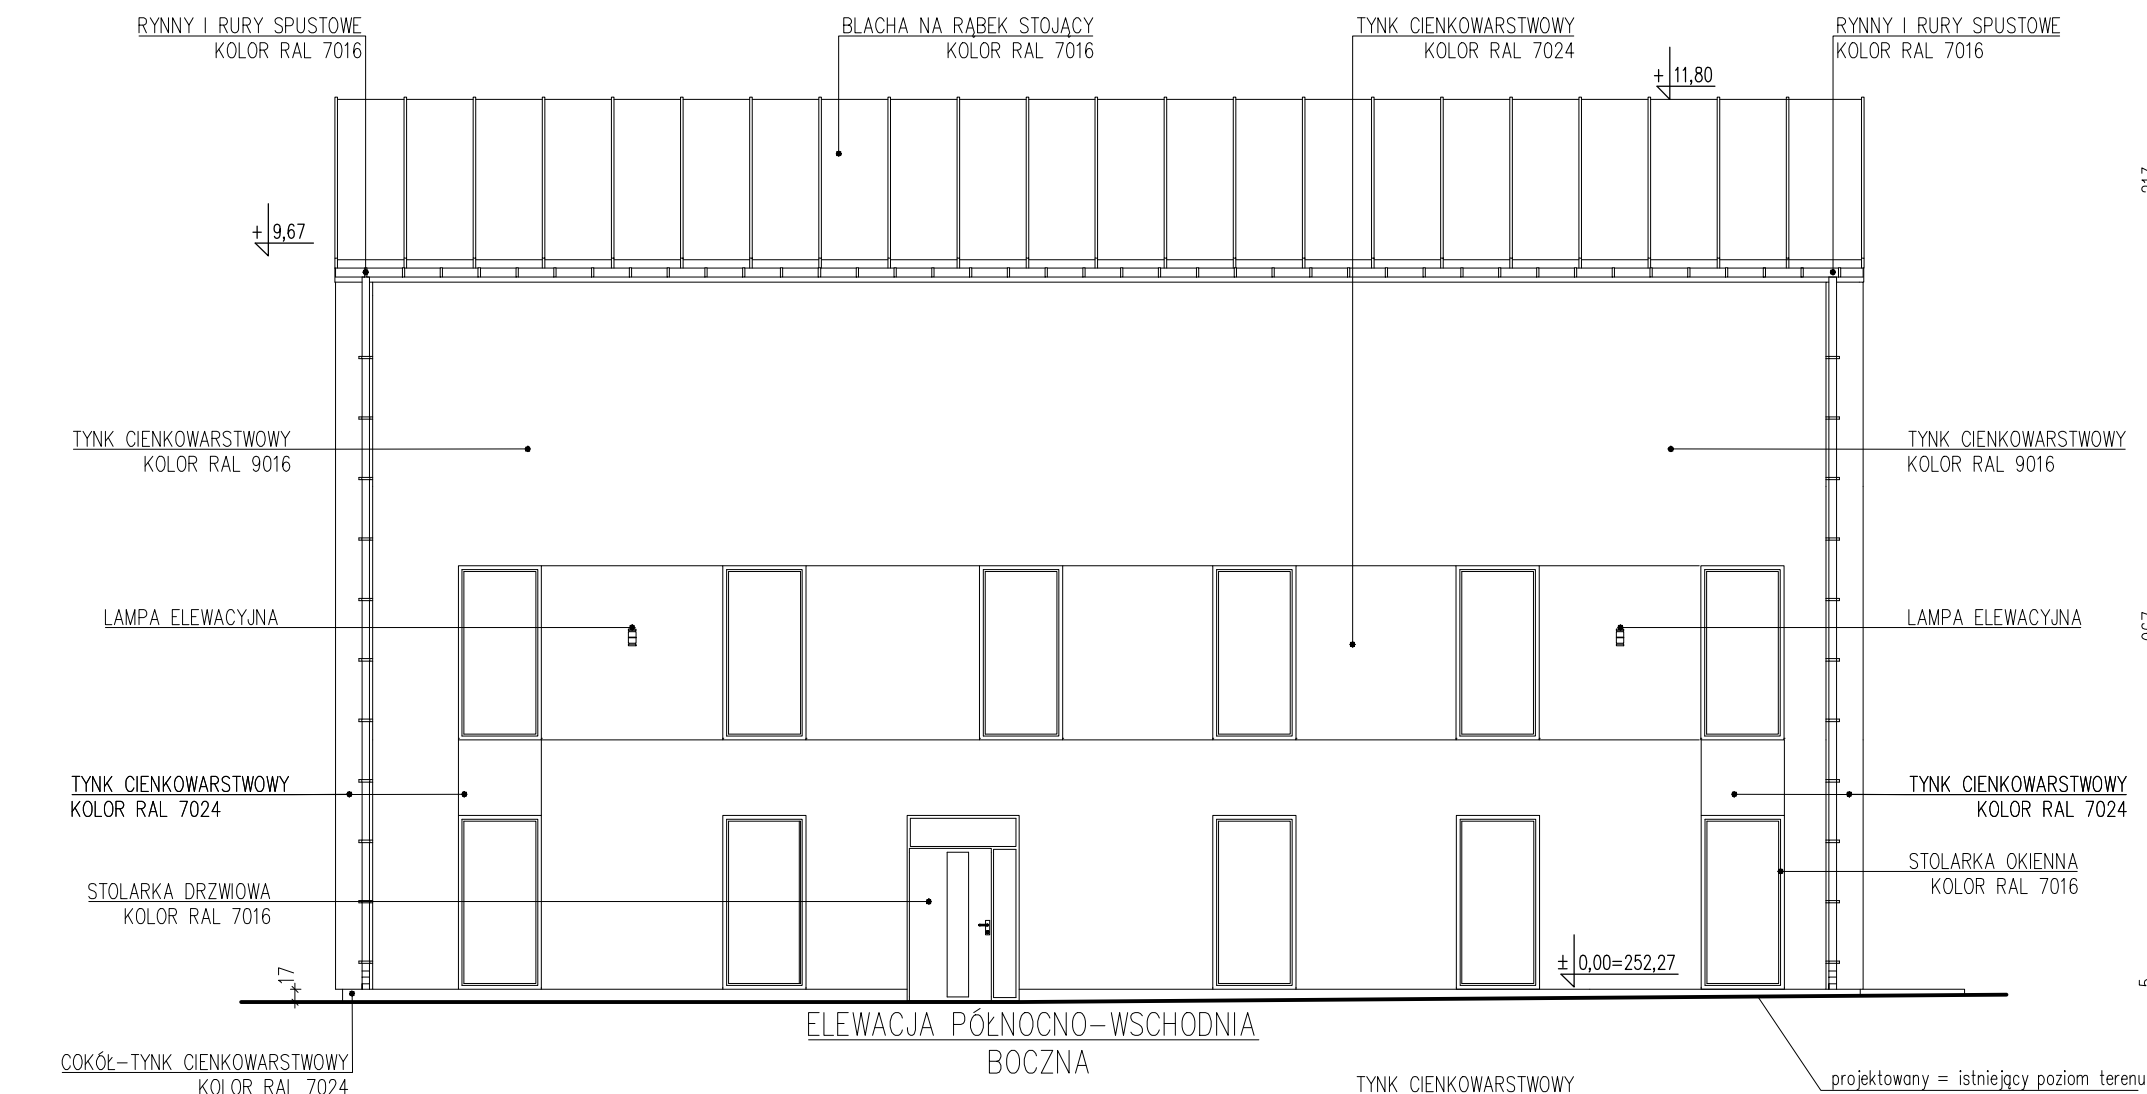 RYNNY I RURY SPUSTOWE
KOLOR RAL 7016
BLACHA NA RĄBEK STOJĄCY
KOLOR RAL 7016
TYNK CIENKOWARSTWOWY
KOLOR RAL 7024
RYNNY I RURY SPUSTOWE
KOLOR RAL 7016
+ 11,80
+ 9,67
TYNK CIENKOWARSTWOWY
KOLOR RAL 9016
TYNK CIENKOWARSTWOWY
KOLOR RAL 9016
LAMPA ELEWACYJNA
LAMPA ELEWACYJNA
TYNK CIENKOWARSTWOWY
KOLOR RAL 7024
TYNK CIENKOWARSTWOWY
KOLOR RAL 7024
STOLARKA OKIENNA
KOLOR RAL 7016
STOLARKA DRZWIOWA
KOLOR RAL 7016
± 0,00=252,27
17
ELEWACJA PÓŁNOCNO-WSCHODNIA
BOCZNA
COKÓŁ-TYNK CIENKOWARSTWOWY
KOLOR RAL 7024
TYNK CIENKOWARSTWOWY
projektowany = istniejący poziom terenu